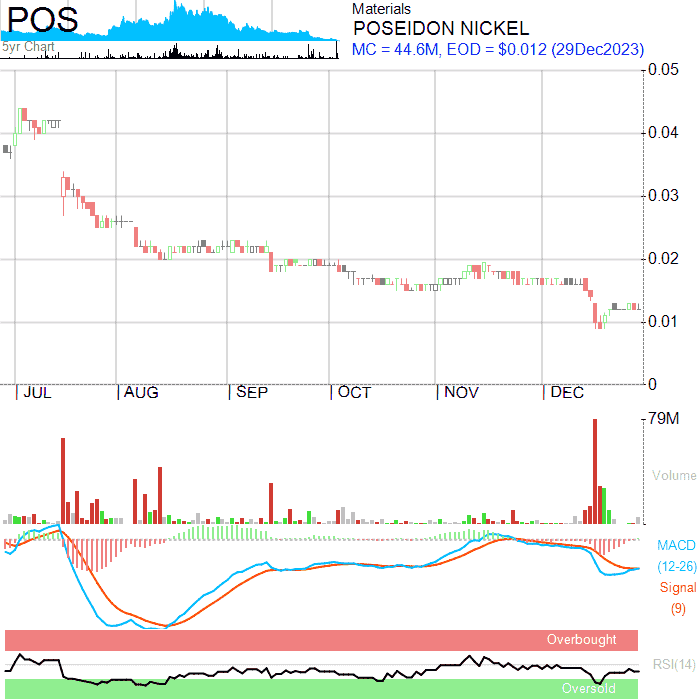 POS
5yr Chart
Materials
POSEIDON NICKEL
MC = 44.6M, EOD = $0.012 (29Dec2023)
0.05
0.04
0.03
0.02
0.01
0
JUL AUG SEP OCT NOV DEC
79M
Volume
MACD
(12-26)
Signal
(9)
Overbought
RSI(14)
Oversold